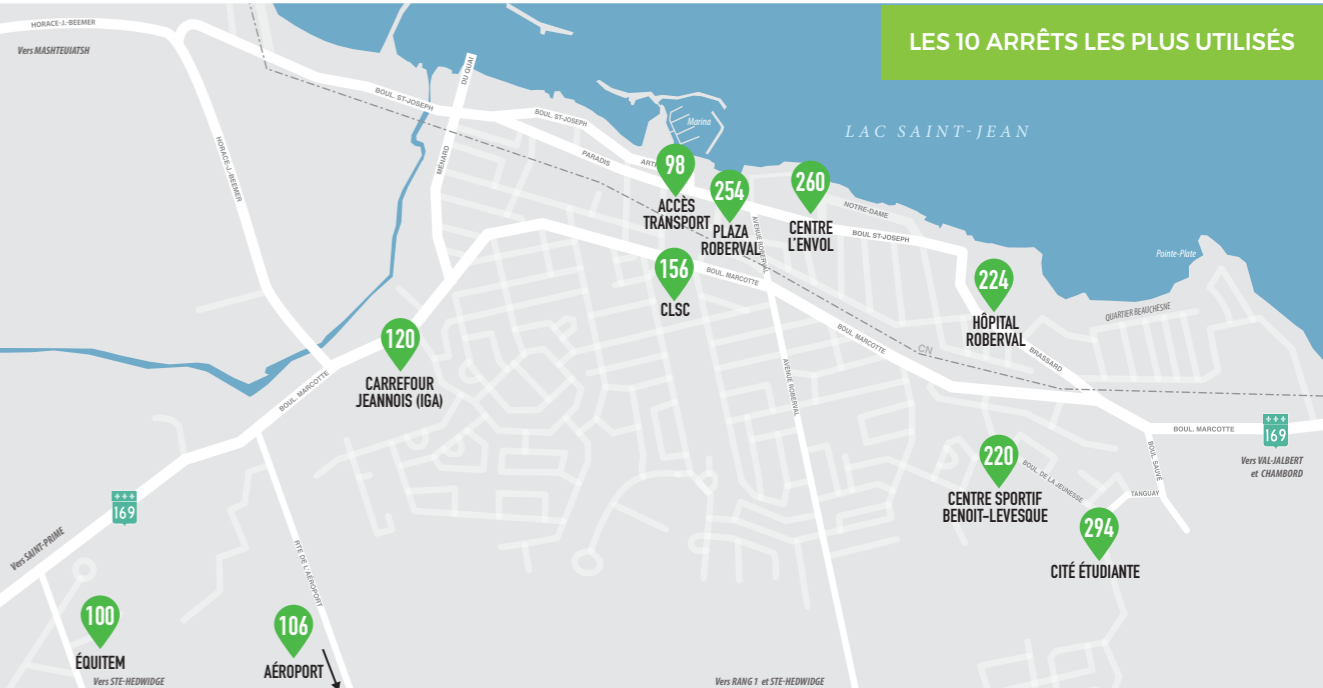 LES 10 ARRÊTS LES PLUS UTILISÉS
HORACE-J.-BEEMER
Vers MASHTEUIATSH
DU QUAI
BOUL. ST-JOSEPH
BOUL. ST-JOSEPH
Marina
LAC SAINT-JEAN
HORACE-J.-BEEMER
MÉNARD
PARADIS
98
ACCÈS
TRANSPORT
254
PLAZA
ROBERVAL
260
CENTRE
L'ENVOL
NOTRE-DAME
BOUL ST-JOSEPH
AVENUE ROBERVAL
Pointe-Plate
156
CLSC
BOUL. MARCOTTE
224
HÔPITAL
ROBERVAL
QUARTIER BEAUCHESNE
120
CARREFOUR
JEANNOIS (IGA)
BOUL. MARCOTTE
CN
BRASSARD
BOUL. MARCOTTE
AVENUE ROBERVAL
BOUL. MARCOTTE
169
Vers VAL-JALBERT
et CHAMBORD
220
CENTRE SPORTIF
BENOIT-LEVESQUE
BOUL. DE LA JEUNESSE
BOUL. SAUVÉ
TANGUAY
294
CITÉ ÉTUDIANTE
169
Vers SAINT-PRIME
RTE DE L'AÉROPORT
100
ÉQUITEM
Vers STE-HEDWIDGE
106
AÉROPORT
Vers RANG 1 et STE-HEDWIDGE